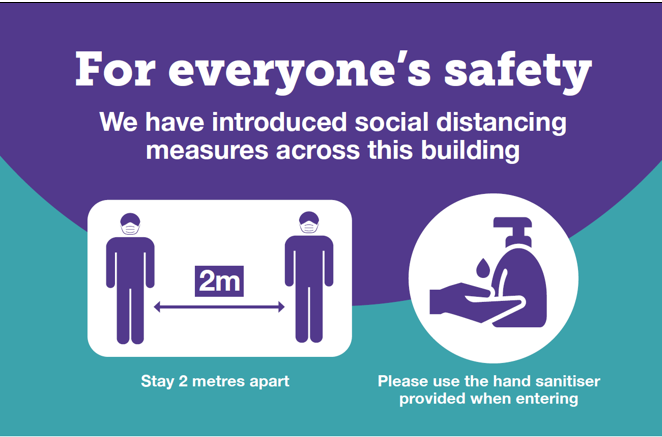 For everyone's safety
We have introduced social distancing
measures across this building
2m
Stay 2 metres apart
Please use the hand sanitiser
provided when entering